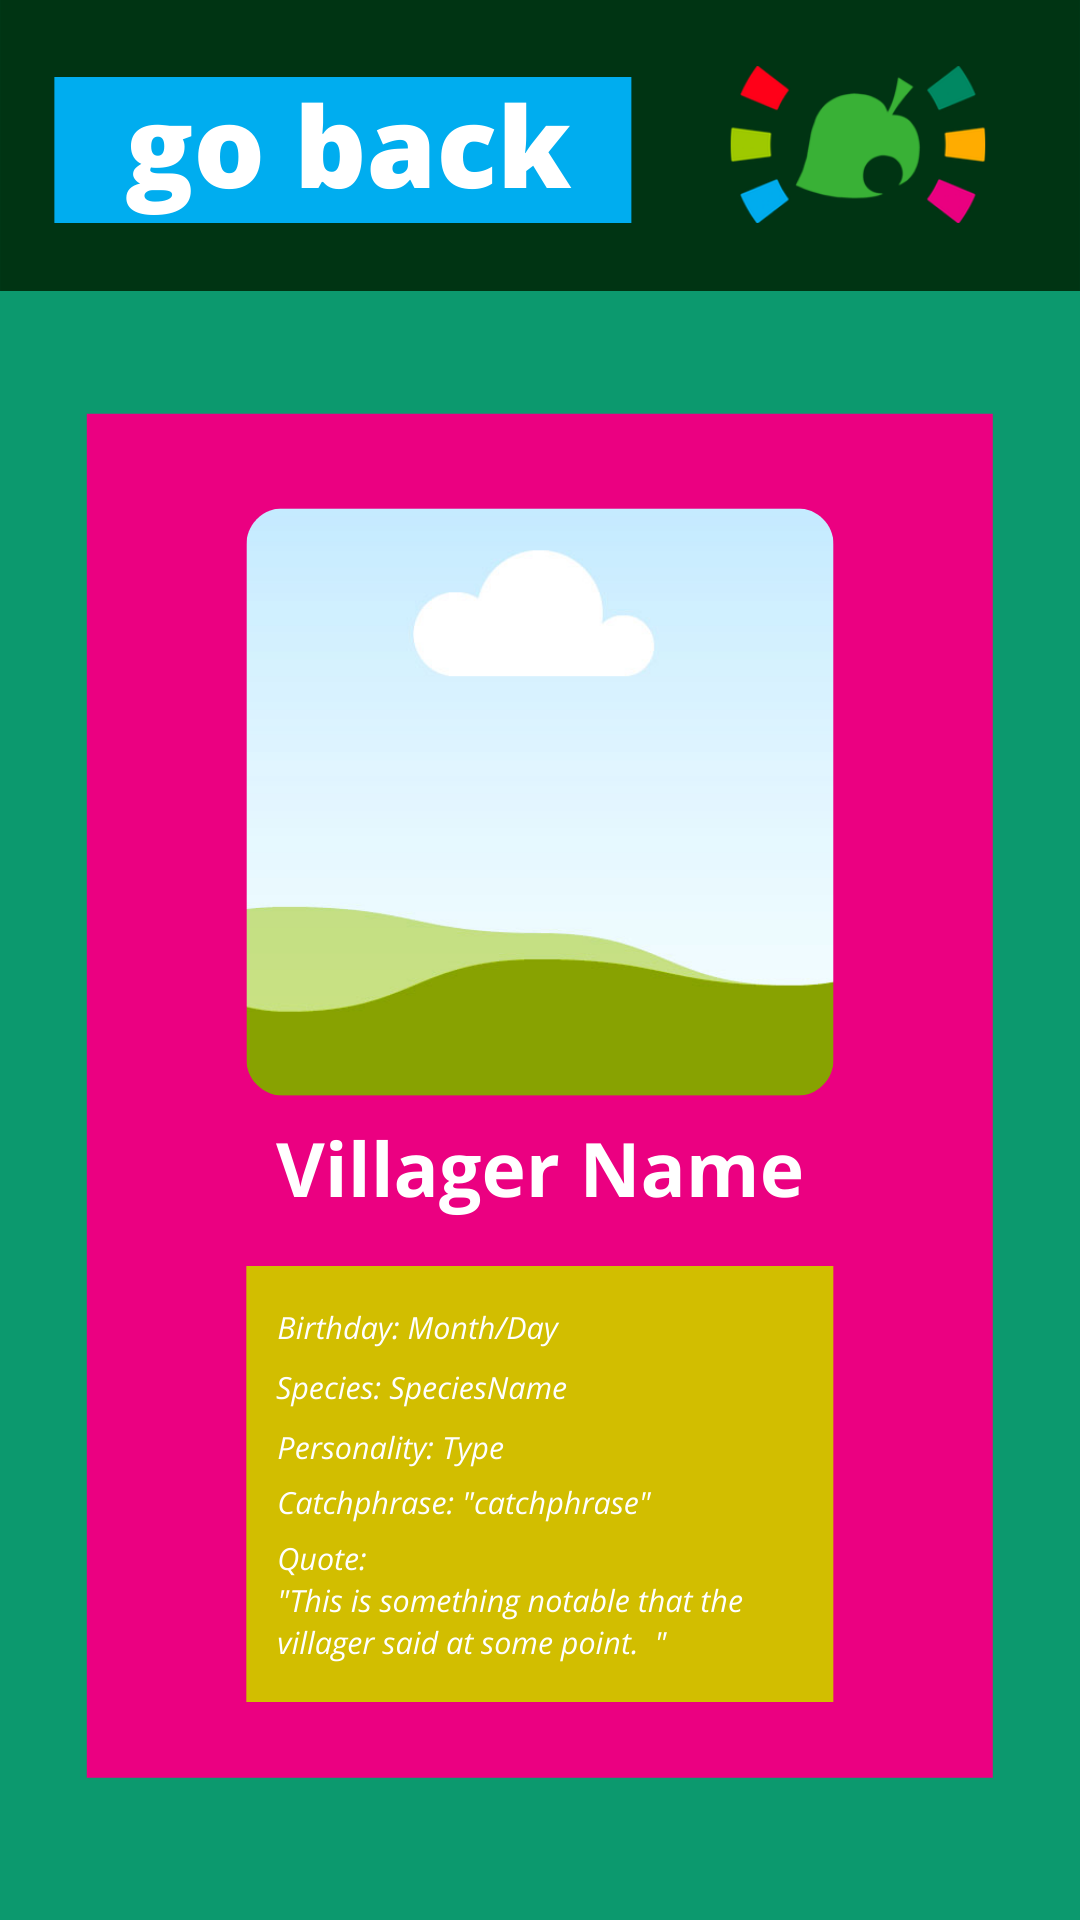 go back
Villager Name
Birthday: Month/Day
Species: SpeciesName
Personality: Type
Catchphrase: "catchphrase"
Quote:
"This is something notable that the
villager said at some point.  "